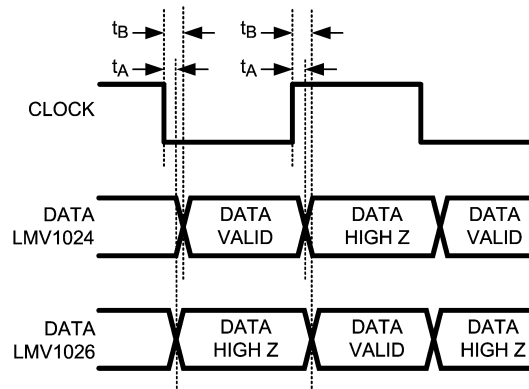 tB tB
tA tA
CLOCK
DATA
LMV1024
DATA
VALID
DATA
HIGH Z
DATA
VALID
DATA
LMV1026
DATA
HIGH Z
DATA
VALID
DATA
HIGH Z